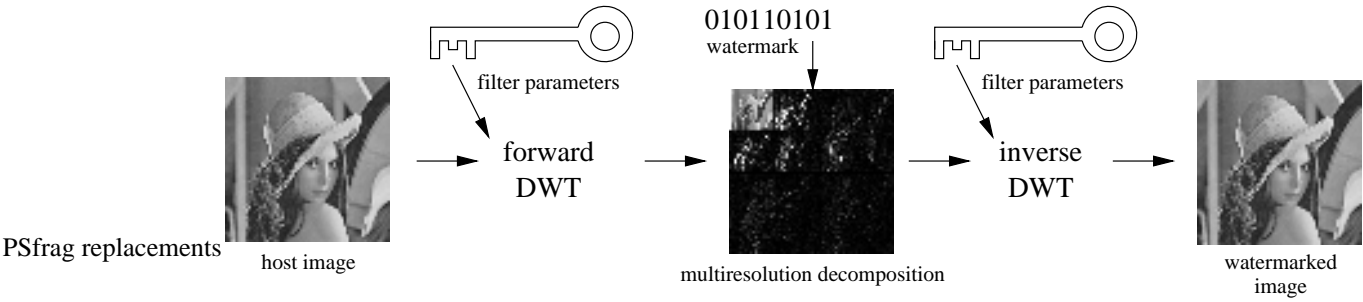 010110101
watermark
filter parameters
filter parameters
forward
DWT
inverse
DWT
PSfrag replacements
host image
multiresolution decomposition
watermarked
image